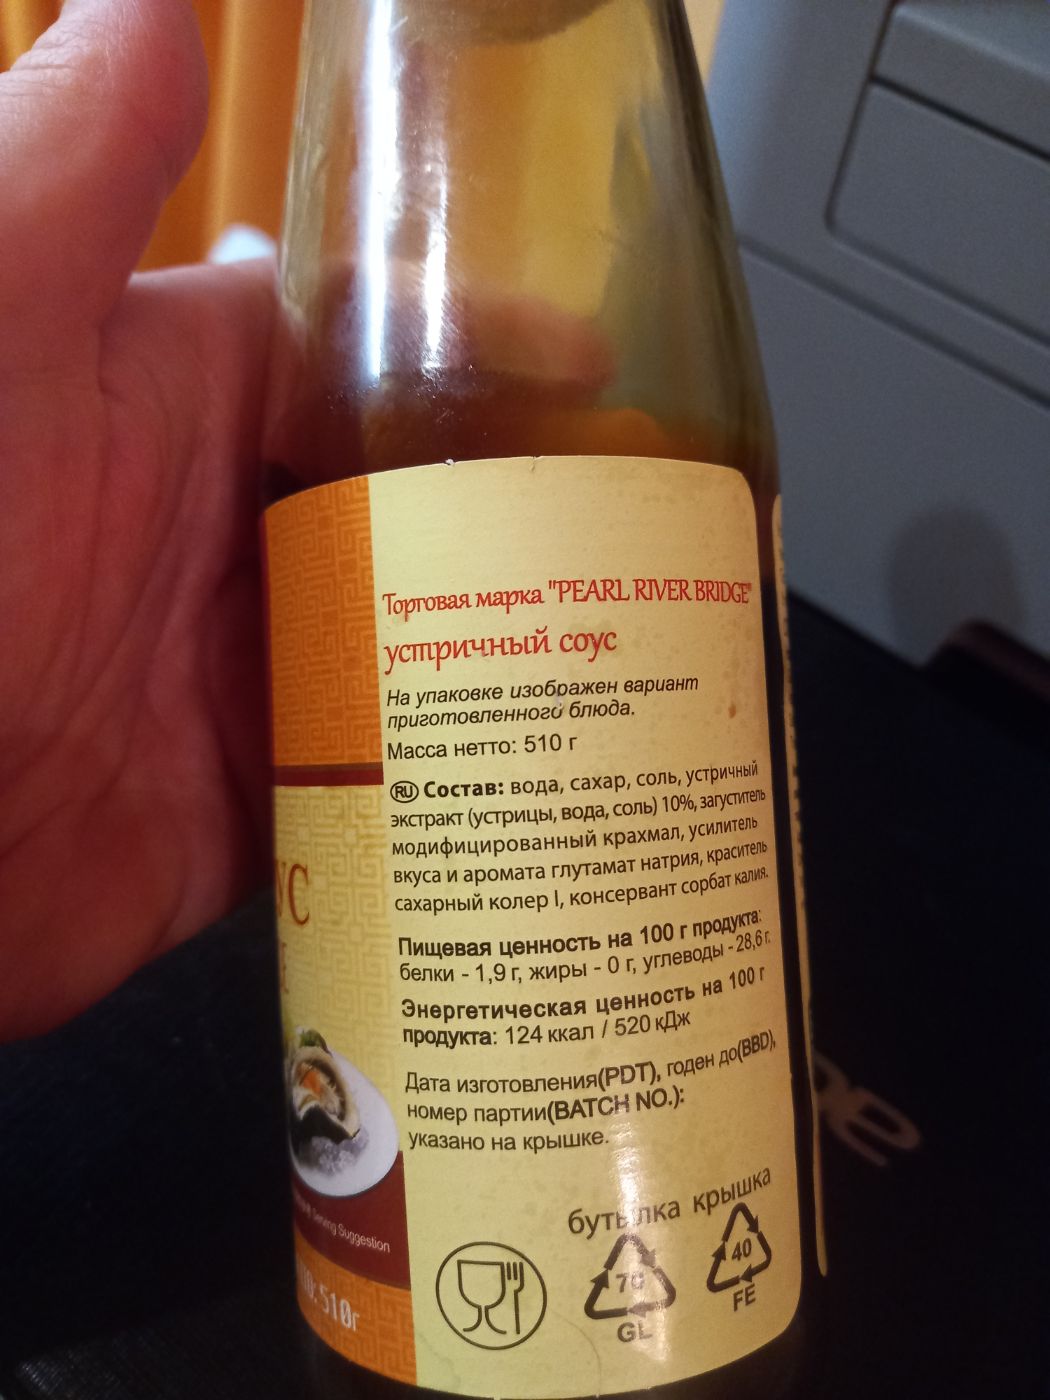 Торговая марка "PEARL RIVER BRIDGE"
устричный соус
На упаковке изображен вариант
приготовленного блюда.
Масса нетто: 510 г
RU Состав: вода, сахар, соль, устричный
экстракт (устрицы, вода, соль) 10%, загуститель
модифицированный крахмал, усилитель
вкуса и аромата глутамат натрия, краситель
сахарный колер I, консервант сорбат калия.
Пищевая ценность на 100 г продукта:
белки - 1,9 г, жиры - 0 г, углеводы - 28,6 г.
Энергетическая ценность на 100 г
продукта: 124 ккал / 520 кДж
Дата изготовления(PDT), годен до(BBD),
номер партии(BATCH NO.):
указано на крышке.
бутылка крышка
70 40
GL FE
УС
Serving Suggestion
510г